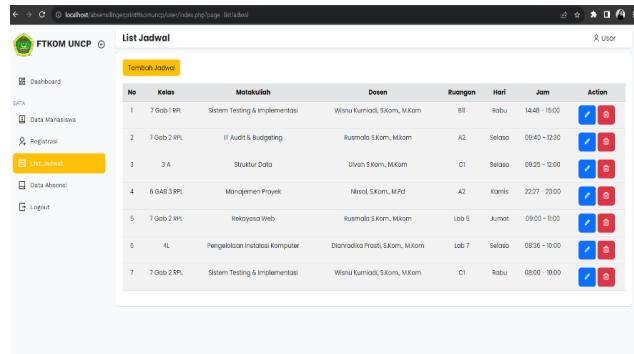 localhost/absensifingerprintftkomuncp/user/index.php?page=listjadwal
FTKOM UNCP
List Jadwal
User
Dashboard
DATA
Data Mahasiswa
Registrasi
List Jadwal
Data Absensi
Logout
Tambah Jadwal
No Kelas Matakuliah Dosen Ruangan Hari Jam Action
1 7 Gab 1 RPL Sistem Testing & Implementasi Wisnu Kurniadi, S.Kom., M.Kom B11 Rabu 14:48 - 15:00
2 7 Gab 2 RPL IT Audit & Budgeting Rusmala S.Kom., M.Kom A2 Selasa 09:40 - 12:30
3 3 A Struktur Data Ulvah S.Kom., M.Kom C1 Selasa 09:25 - 12:00
4 6 GAB 3 RPL Manajemen Proyek Nirsal, S.Kom., M.Pd A2 Kamis 22:27 - 23:00
5 7 Gab 2 RPL Rekayasa Web Rusmala S.Kom., M.Kom Lab 5 Jumat 09:00 - 11:00
6 4L Pengelolaan Instalasi Komputer Dianradika Prasti, S.Kom., M.Kom Lab 7 Selasa 08:36 - 10:00
7 7 Gab 2 RPL Sistem Testing & Implementasi Wisnu Kurniadi, S.Kom., M.Kom C1 Rabu 08:00 - 10:00